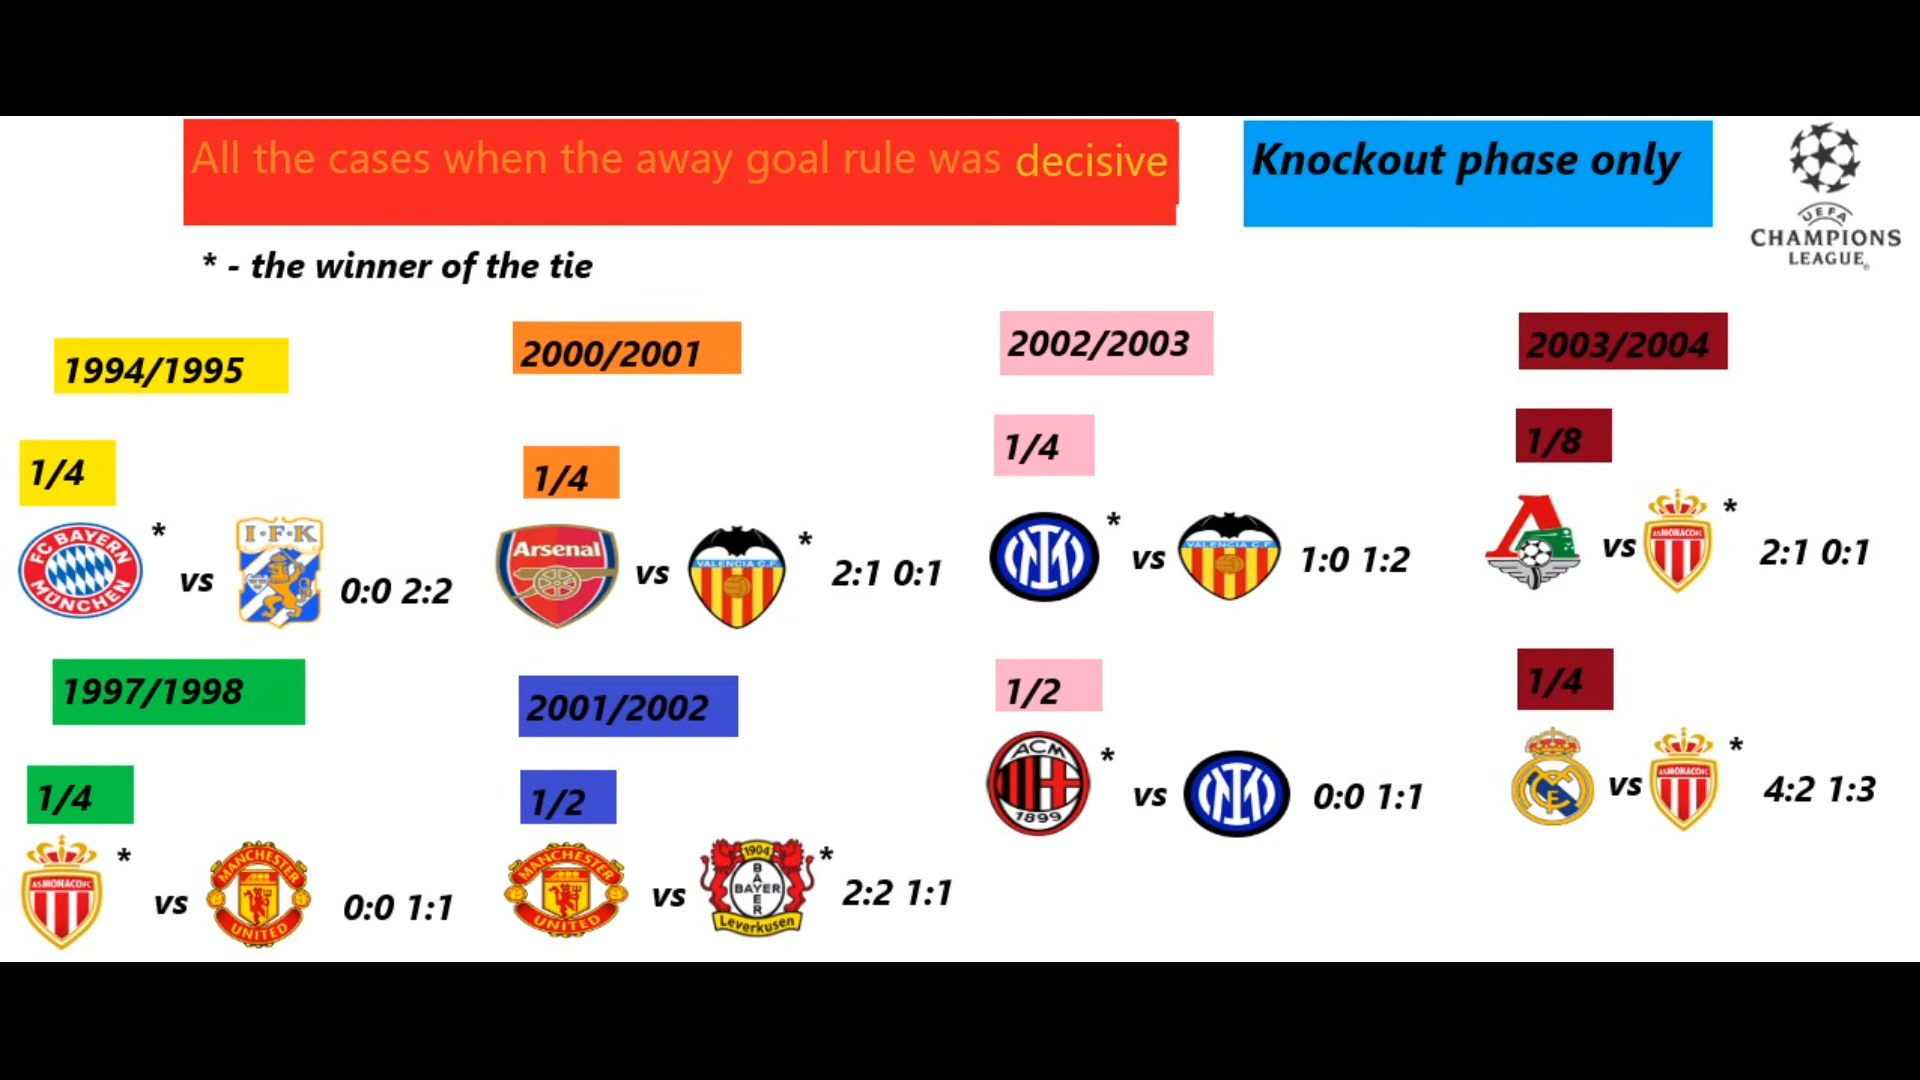 All the cases when the away goal rule was decisive
Knockout phase only
UEFA
CHAMPIONS
LEAGUE
* - the winner of the tie
1994/1995
1/4
FC BAYERN
MÜNCHEN
*
vs
I·F·K
0:0 2:2
1997/1998
1/4
AS MONACO FC
*
vs
MANCHESTER
UNITED
0:0 1:1
2000/2001
1/4
Arsenal
vs
VALENCIA C.F.
*
2:1 0:1
2001/2002
1/2
MANCHESTER
UNITED
vs
1904
BAYER
BAYER
Leverkusen
*
2:2 1:1
2002/2003
1/4
*
vs
VALENCIA C.F.
1:0 1:2
1/2
ACM
1899
*
vs
0:0 1:1
2003/2004
1/8
vs
AS MONACO FC
*
2:1 0:1
1/4
vs
AS MONACO FC
*
4:2 1:3